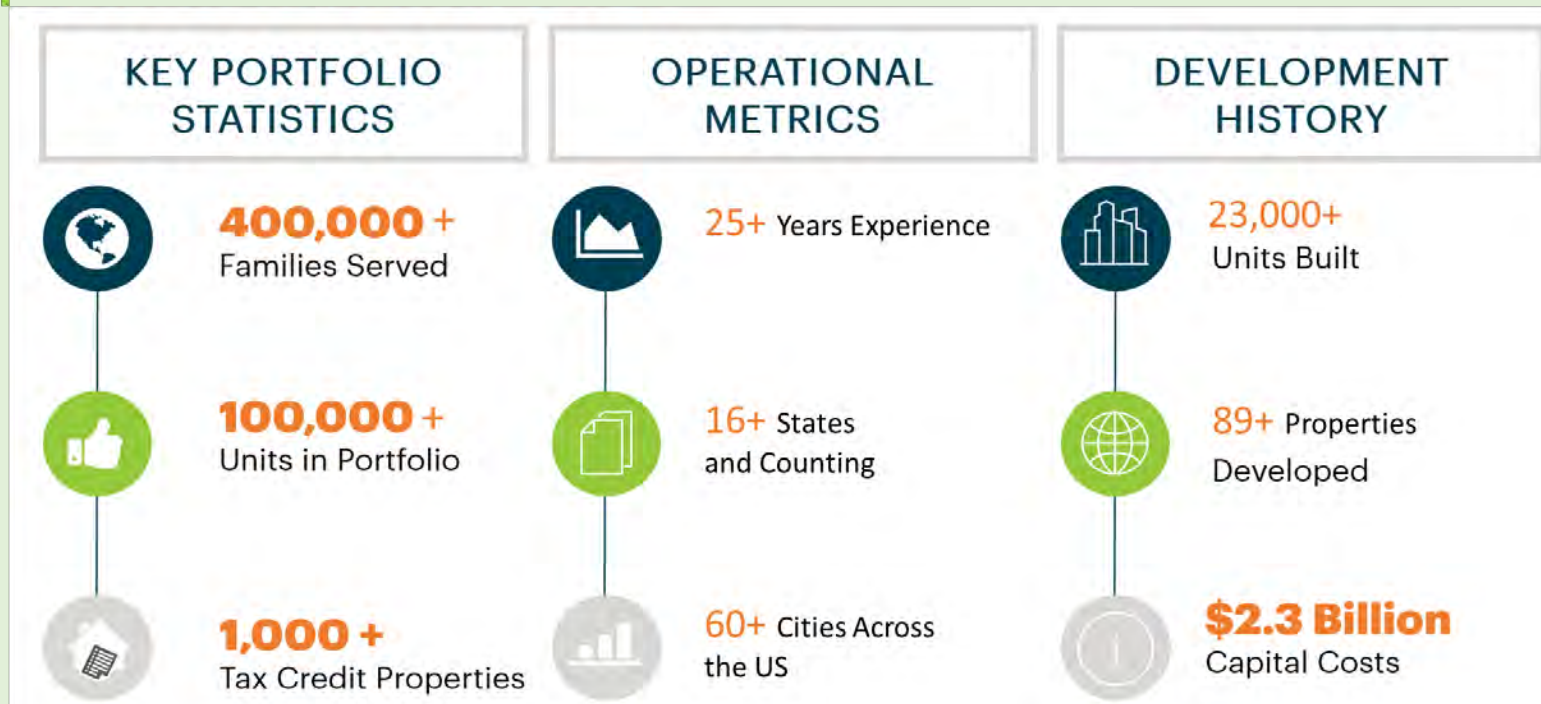 KEY PORTFOLIO
STATISTICS
400,000 +
Families Served
100,000 +
Units in Portfolio
1,000 +
Tax Credit Properties
OPERATIONAL
METRICS
25+ Years Experience
16+ States
and Counting
60+ Cities Across
the US
DEVELOPMENT
HISTORY
23,000+
Units Built
89+ Properties
Developed
$2.3 Billion
Capital Costs